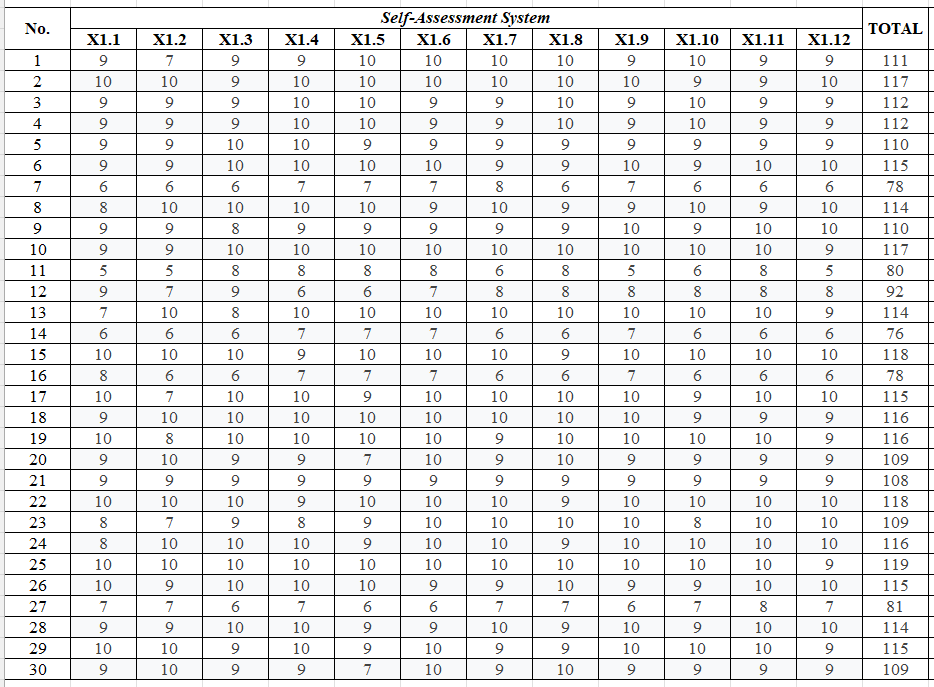 Self-Assessment System
No. TOTAL
X1.1 X1.2 X1.3 X1.4 X1.5 X1.6 X1.7 X1.8 X1.9 X1.10 X1.11 X1.12
1 9 7 9 9 10 10 10 10 9 10 9 9 111
2 10 10 9 10 10 10 10 10 10 9 9 10 117
3 9 9 9 10 10 9 9 10 9 10 9 9 112
4 9 9 9 10 10 9 9 10 9 10 9 9 112
5 9 9 10 10 9 9 9 9 9 9 9 9 110
6 9 9 10 10 10 10 9 9 10 9 10 10 115
7 6 6 6 7 7 7 8 6 7 6 6 6 78
8 8 10 10 10 10 9 10 9 9 10 9 10 114
9 9 9 8 9 9 9 9 9 10 9 10 10 110
10 9 9 10 10 10 10 10 10 10 10 10 9 117
11 5 5 8 8 8 8 6 8 5 6 8 5 80
12 9 7 9 6 6 7 8 8 8 8 8 8 92
13 7 10 8 10 10 10 10 10 10 10 10 9 114
14 6 6 6 7 7 7 6 6 7 6 6 6 76
15 10 10 10 9 10 10 10 9 10 10 10 10 118
16 8 6 6 7 7 7 6 6 7 6 6 6 78
17 10 7 10 10 9 10 10 10 10 9 10 10 115
18 9 10 10 10 10 10 10 10 10 9 9 9 116
19 10 8 10 10 10 10 9 10 10 10 10 9 116
20 9 10 9 9 7 10 9 10 9 9 9 9 109
21 9 9 9 9 9 9 9 9 9 9 9 9 108
22 10 10 10 9 10 10 10 9 10 10 10 10 118
23 8 7 9 8 9 10 10 10 10 8 10 10 109
24 8 10 10 10 9 10 10 9 10 10 10 10 116
25 10 10 10 10 10 10 10 10 10 10 10 9 119
26 10 9 10 10 10 9 9 10 9 9 10 10 115
27 7 7 6 7 6 6 7 7 6 7 8 7 81
28 9 9 10 10 9 9 10 9 10 9 10 10 114
29 10 10 9 10 9 10 9 9 10 10 10 9 115
30 9 10 9 9 7 10 9 10 9 9 9 9 109